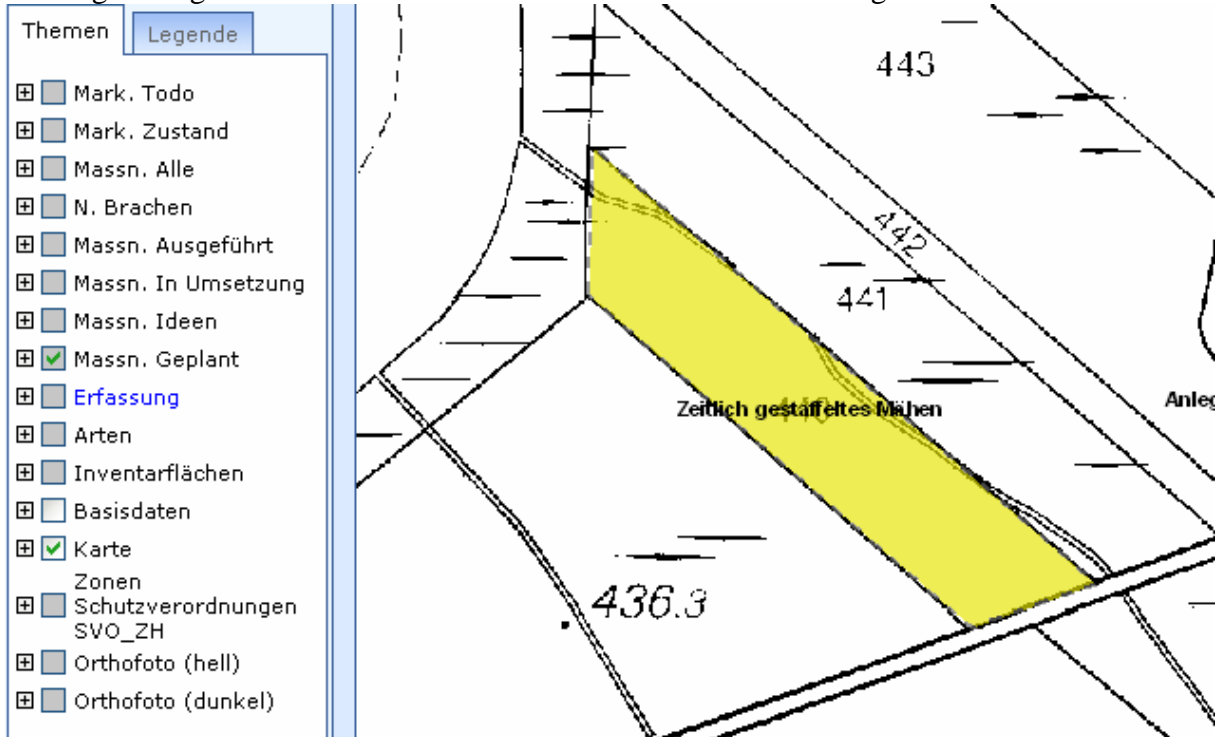 Themen
Legende
Mark. Todo
Mark. Zustand
Massn. Alle
N. Brachen
Massn. Ausgeführt
Massn. In Umsetzung
Massn. Ideen
Massn. Geplant
Erfassung
Arten
Inventarflächen
Basisdaten
Karte
Zonen
Schutzverordnungen
SVO_ZH
Orthofoto (hell)
Orthofoto (dunkel)
443
442
441
Zeitlich gestaffeltes Mähen
Anleg
436.3